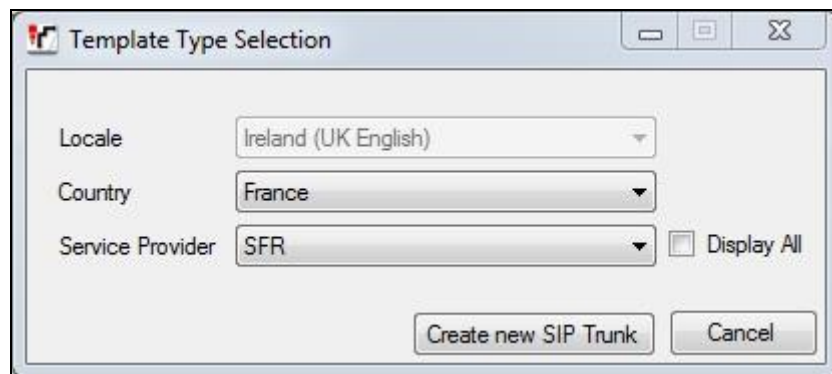 Template Type Selection
Locale Ireland (UK English)
Country France
Service Provider SFR Display All
Create new SIP Trunk Cancel